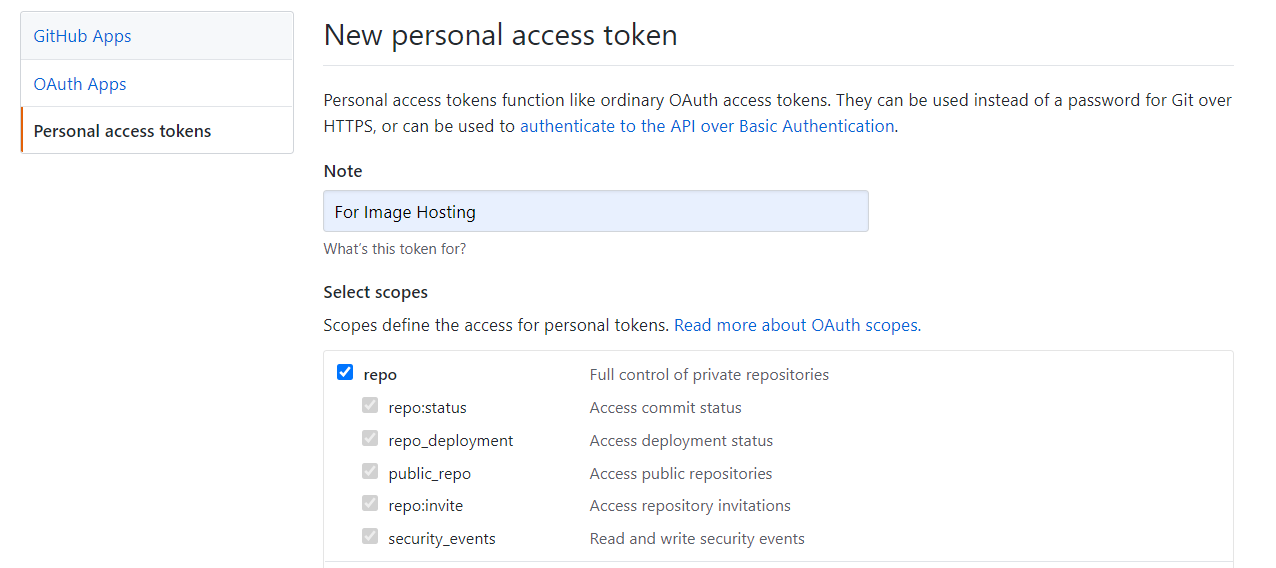 GitHub Apps
OAuth Apps
Personal access tokens
New personal access token
Personal access tokens function like ordinary OAuth access tokens. They can be used instead of a password for Git over
HTTPS, or can be used to authenticate to the API over Basic Authentication.
Note
For Image Hosting
What's this token for?
Select scopes
Scopes define the access for personal tokens. Read more about OAuth scopes.
repo Full control of private repositories
repo:status Access commit status
repo_deployment Access deployment status
public_repo Access public repositories
repo:invite Access repository invitations
security_events Read and write security events